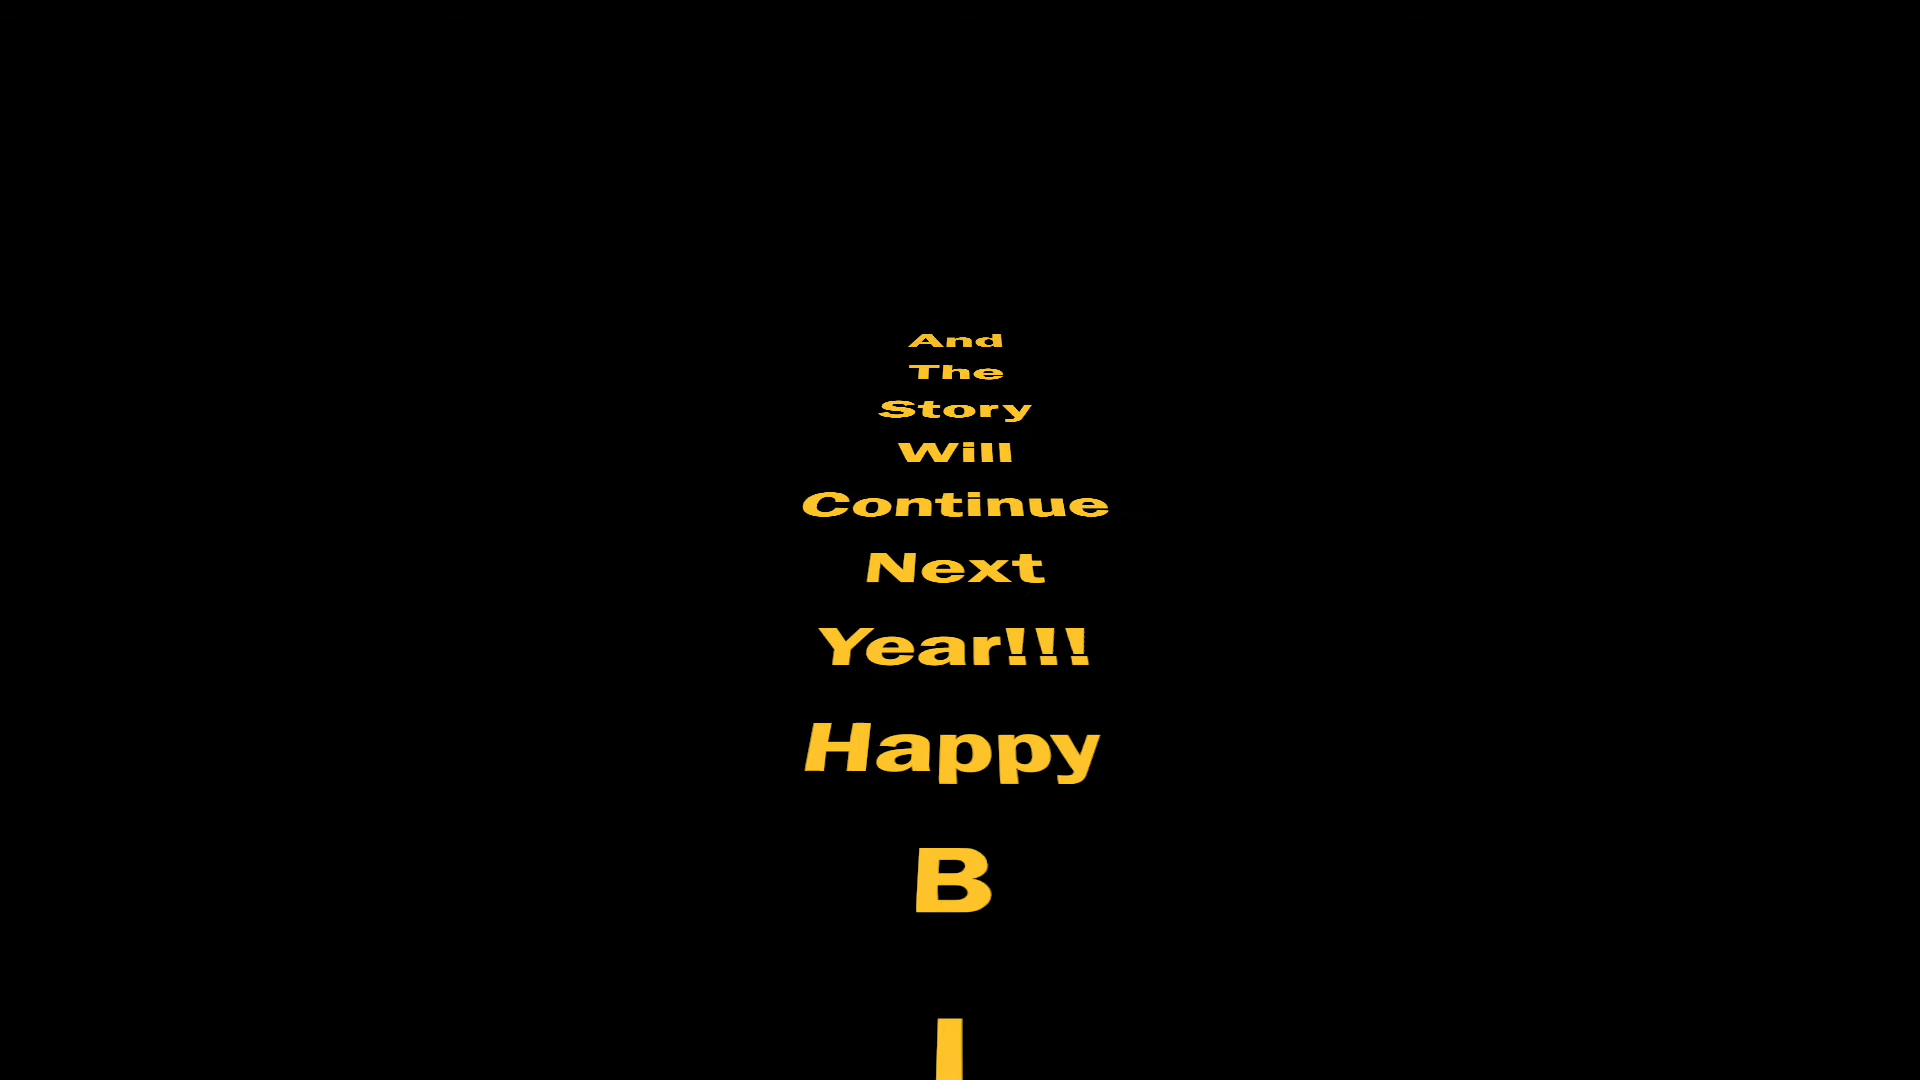 And
The
Story
Will
Continue
Next
Year!!!
Happy
B